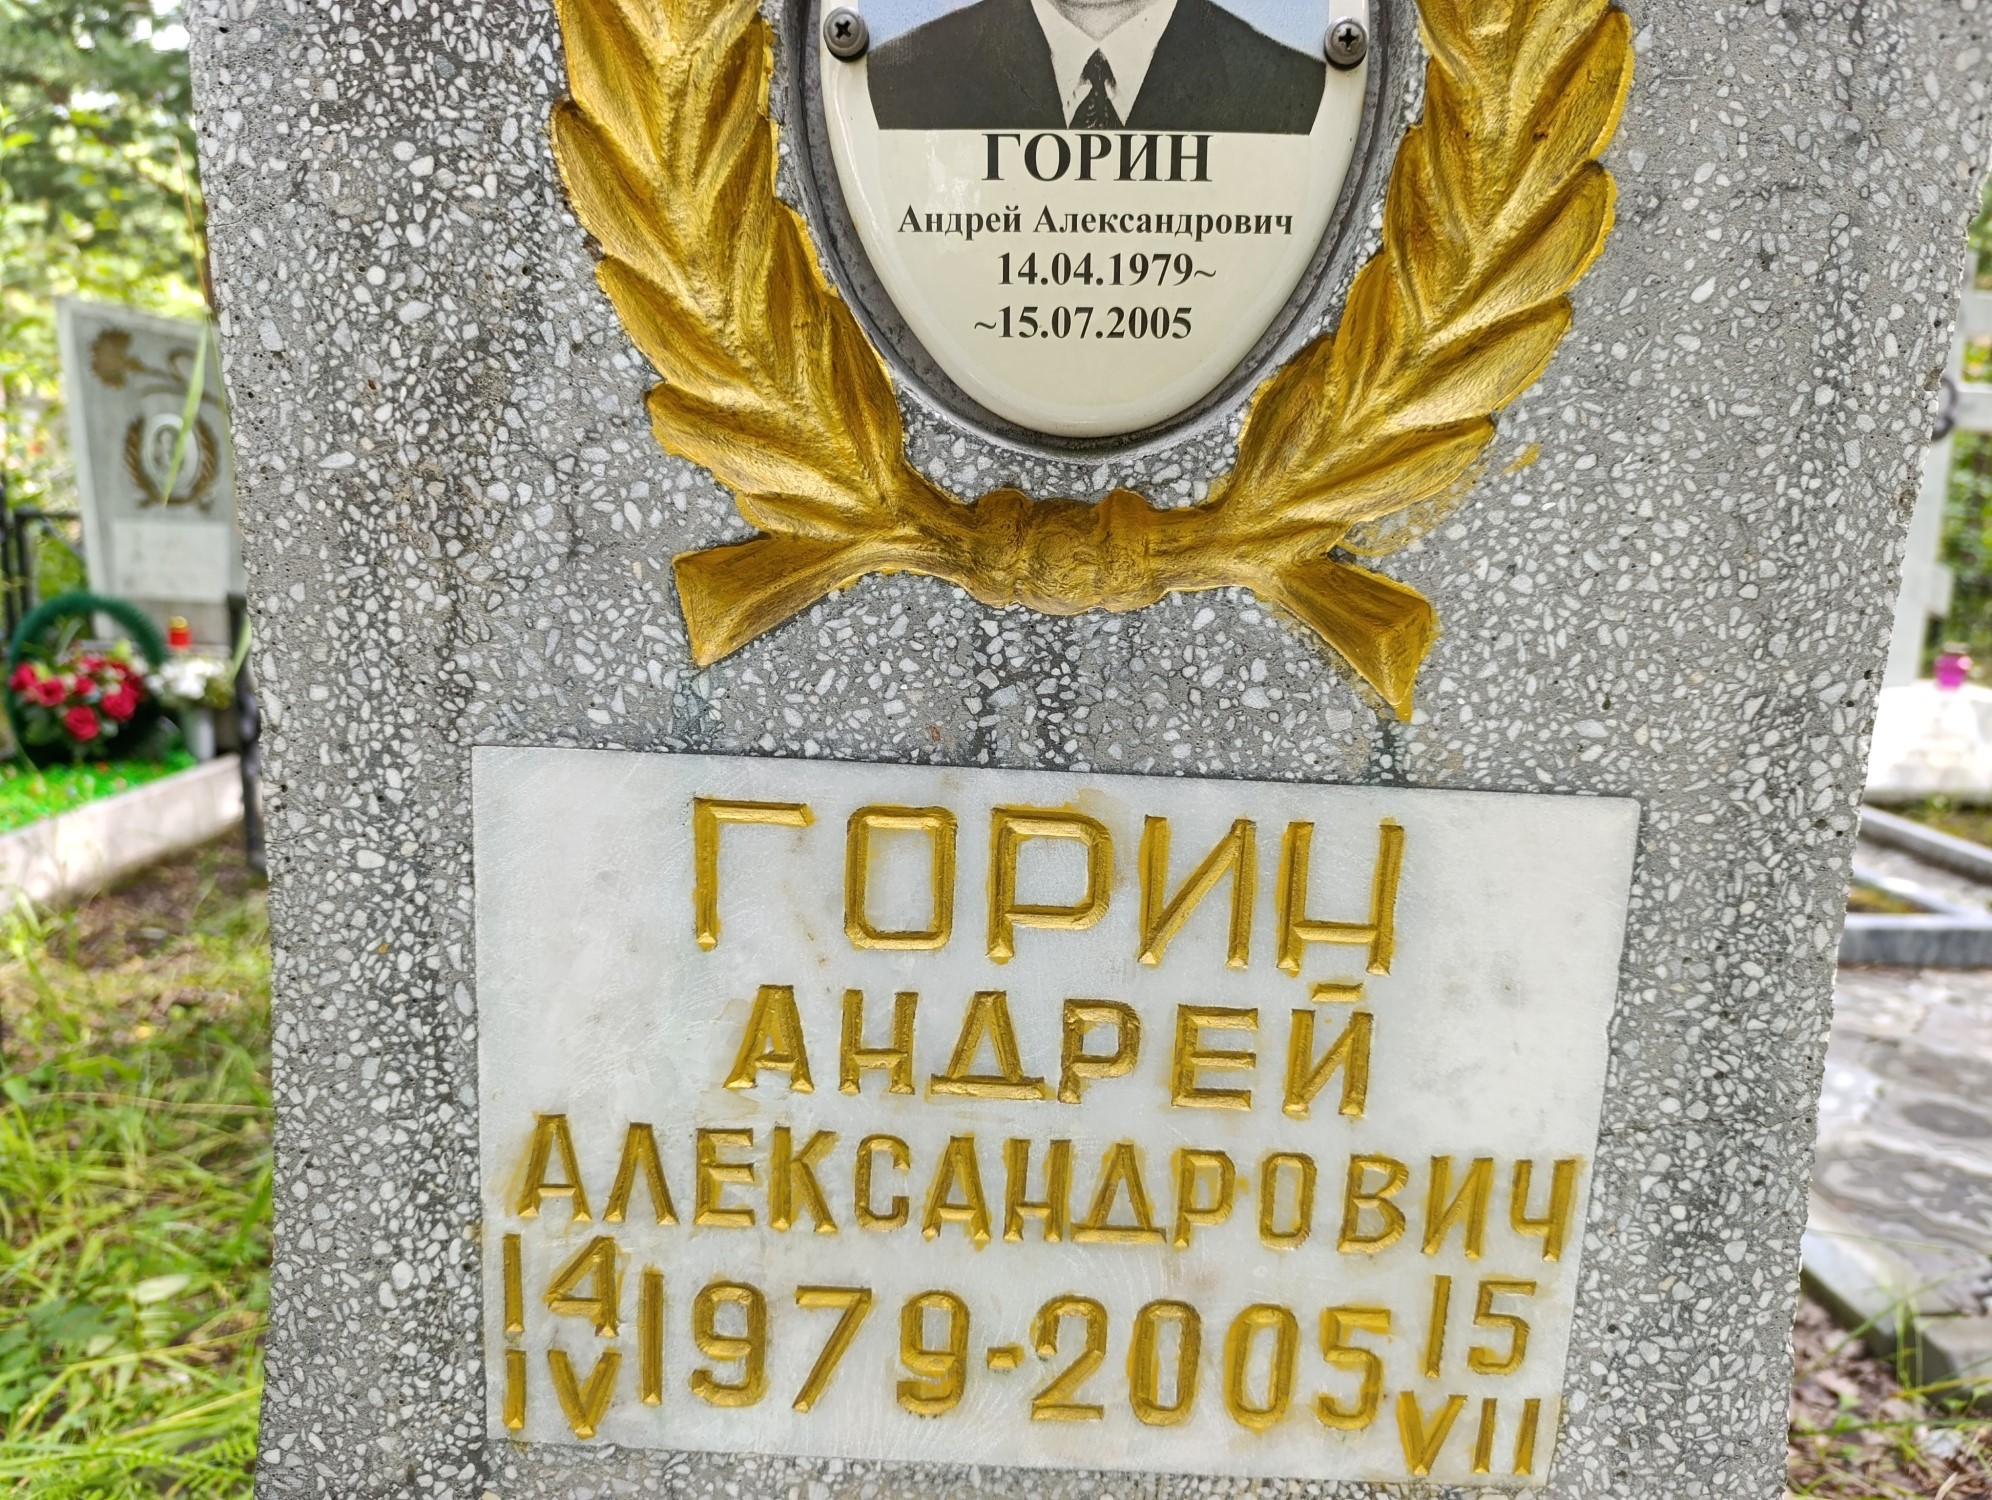 ГОРИН
Андрей Александрович
14.04.1979~
~15.07.2005
ГОРИН
АНДРЕЙ
АЛЕКСАНДРОВИЧ
14 IV 1979-2005 15 VII